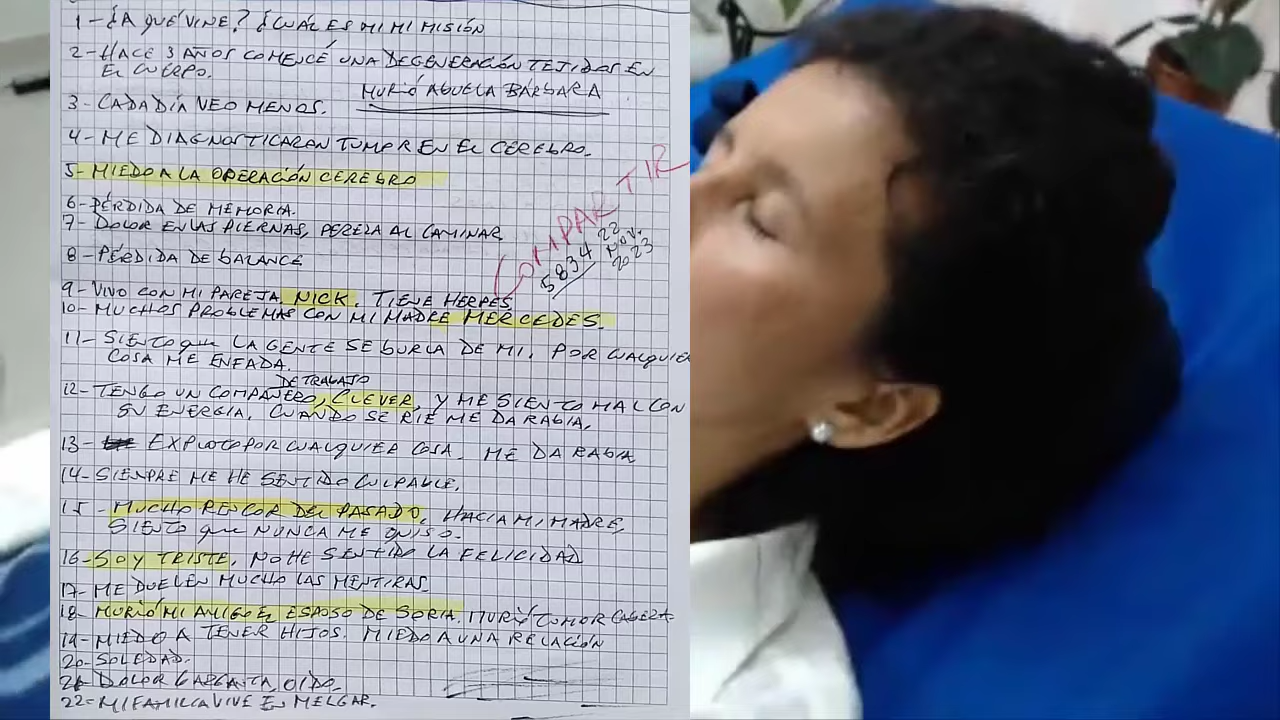 1-¿A QUÉ VINE? ¿CUÁL ES MI MI MISIÓN
2-HACE 3 AÑOS COMENCÉ UNA DEGENERACIÓN TEJIDOS EN
EL CUERPO.
MURIÓ ABUELA BÁRBARA
3-CADA DÍA VEO MENOS.
4-ME DIAGNOSTICARON TUMOR EN EL CEREBRO.
5-MIEDO A LA OPERACIÓN CEREBRO
COMPARTIR
6-PÉRDIDA DE MEMORIA.
7-DOLOR EN LAS PIERNAS, PEREZA AL CAMINAR
5834 22
NOV.
2023
8-PÉRDIDA DE BALANCE
9-VIVO CON MI PAREJA NICK. TIENE HERPES
10-MUCHOS PROBLEMAS CON MI MADRE MERCEDES.
11-SIENTO QUE LA GENTE SE BURLA DE MI. POR CUALQUIER
COSA ME ENFADA.
DE TRABAJO
12-TENGO UN COMPAÑERO, CLEVER, Y ME SIENTO MAL CON
SU ENERGIA. CUANDO SE RIE ME DA RABIA.
13- EXPLOTO POR CUALQUIER COSA. ME DA RABIA
14-SIENPRE ME HE SENTIDO CULPABLE.
15-MUCHO RENCOR DEL PASADO, HACIA MI MADRE,
SIENTO QUE NUNCA ME QUISO.
16-SOY TRISTE, NO HE SENTIDO LA FELICIDAD
17-ME DUELEN MUCHO LAS MENTIRAS.
18-MURIÓ MI AMIGO EL ESPOSO DE SORIA. MURIÓ TUMOR CABEZA.
19-MIEDO A TENER HIJOS. MIEDO A UNA RELACIÓN
20-SOLEDAD.
21-DOLOR GARGANTA, OIDO.
22-MI FAMILIA VIVE EN MELGAR.